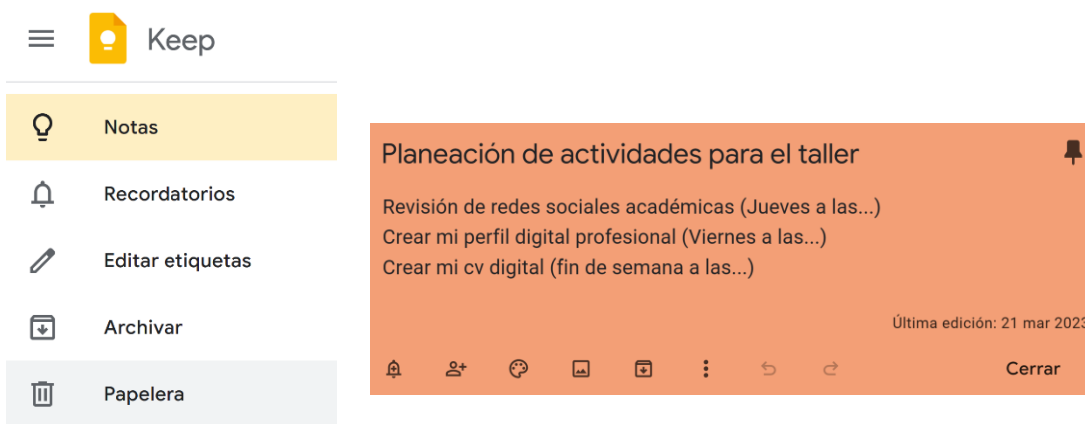 Keep
Notas
Recordatorios
Editar etiquetas
Archivar
Papelera
Planeación de actividades para el taller
Revisión de redes sociales académicas (Jueves a las...)
Crear mi perfil digital profesional (Viernes a las...)
Crear mi cv digital (fin de semana a las...)
Última edición: 21 mar 2023
Cerrar